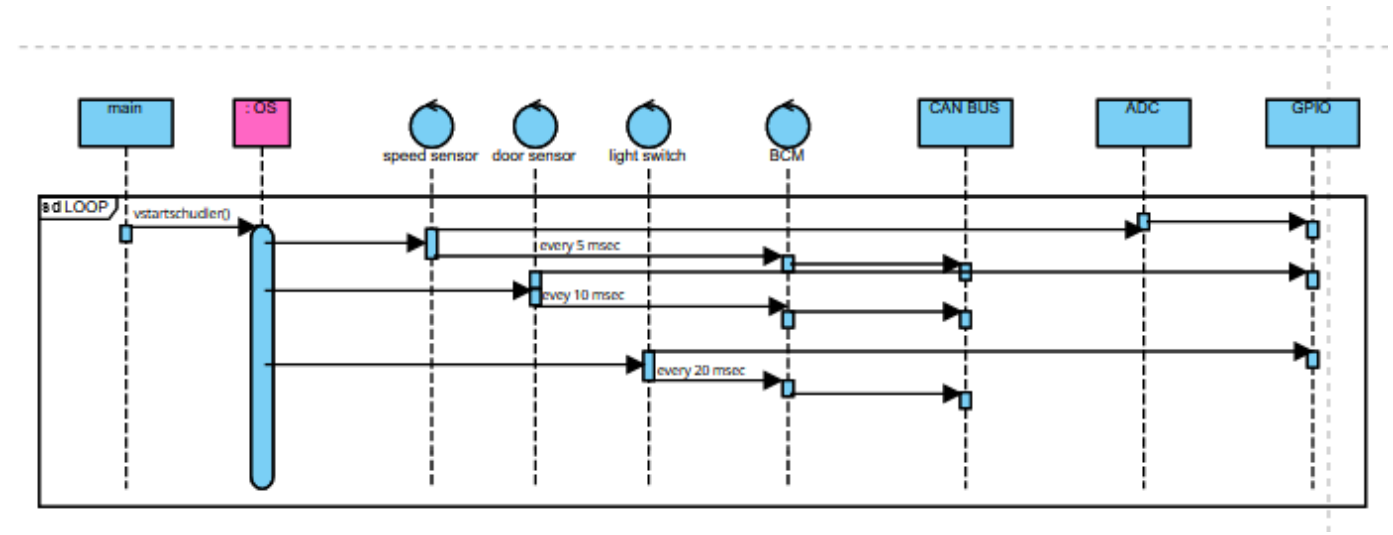 main
: OS
speed sensor
door sensor
light switch
BCM
CAN BUS
ADC
GPIO
sd LOOP
vstartschudler()
every 5 msec
evey 10 msec
every 20 msec